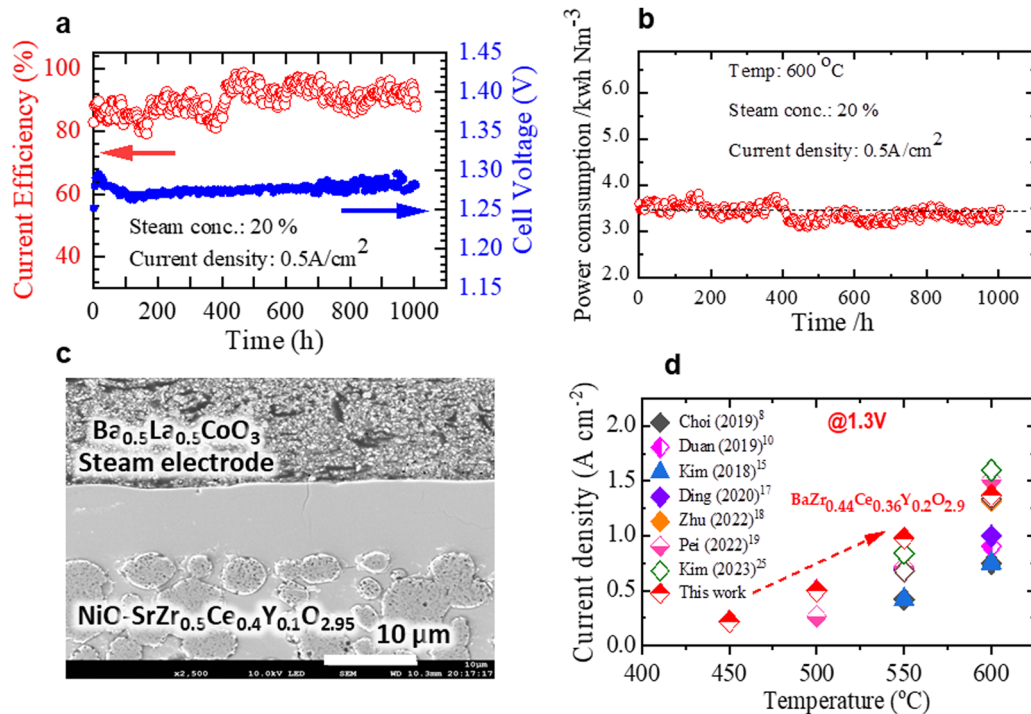 a
Current Efficiency (%)
100
80
60
40
0 200 400 600 800 1000
Time (h)
Steam conc.: 20 %
Current density: 0.5A/cm²
1.45
1.40
1.35
1.30
1.25
1.20
1.15
Cell Voltage (V)
b
Power consumption /kwh Nm⁻³
6.0
5.0
4.0
3.0
2.0
0 200 400 600 800 1000
Time /h
Temp: 600 °C
Steam conc.: 20 %
Current density: 0.5A/cm²
c
Ba₀.₅La₀.₅CoO₃
Steam electrode
NiO-SrZr₀.₅Ce₀.₄Y₀.₁O₂.₉₅
10 μm
10μm
x2,500 10.0kV LED SEM WD 10.3mm 20:17:17
d
Current density (A cm⁻²)
2.0
1.5
1.0
0.5
0.0
450 500 550 600
Temperature (ºC)
@1.3V
Choi (2019)⁸
Duan (2019)¹⁰
Kim (2018)¹⁵
Ding (2020)¹⁷
Zhu (2022)¹⁸
Pei (2022)¹⁹
Kim (2023)²⁵
This work
BaZr₀.₄₄Ce₀.₃₆Y₀.₂O₂.₉